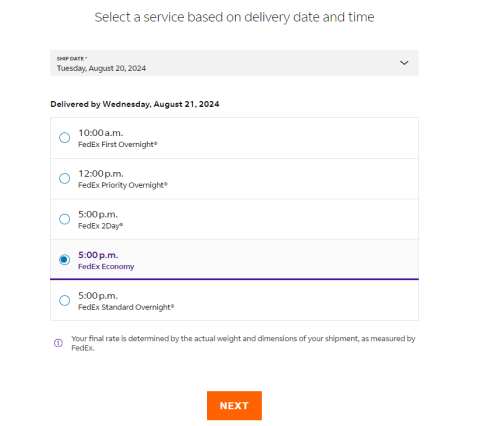 Select a service based on delivery date and time
SHIP DATE *
Tuesday, August 20, 2024
Delivered by Wednesday, August 21, 2024
10:00 a.m.
FedEx First Overnight®
12:00 p.m.
FedEx Priority Overnight®
5:00 p.m.
FedEx 2Day®
5:00 p.m.
FedEx Economy
5:00 p.m.
FedEx Standard Overnight®
Your final rate is determined by the actual weight and dimensions of your shipment, as measured by
FedEx.
NEXT